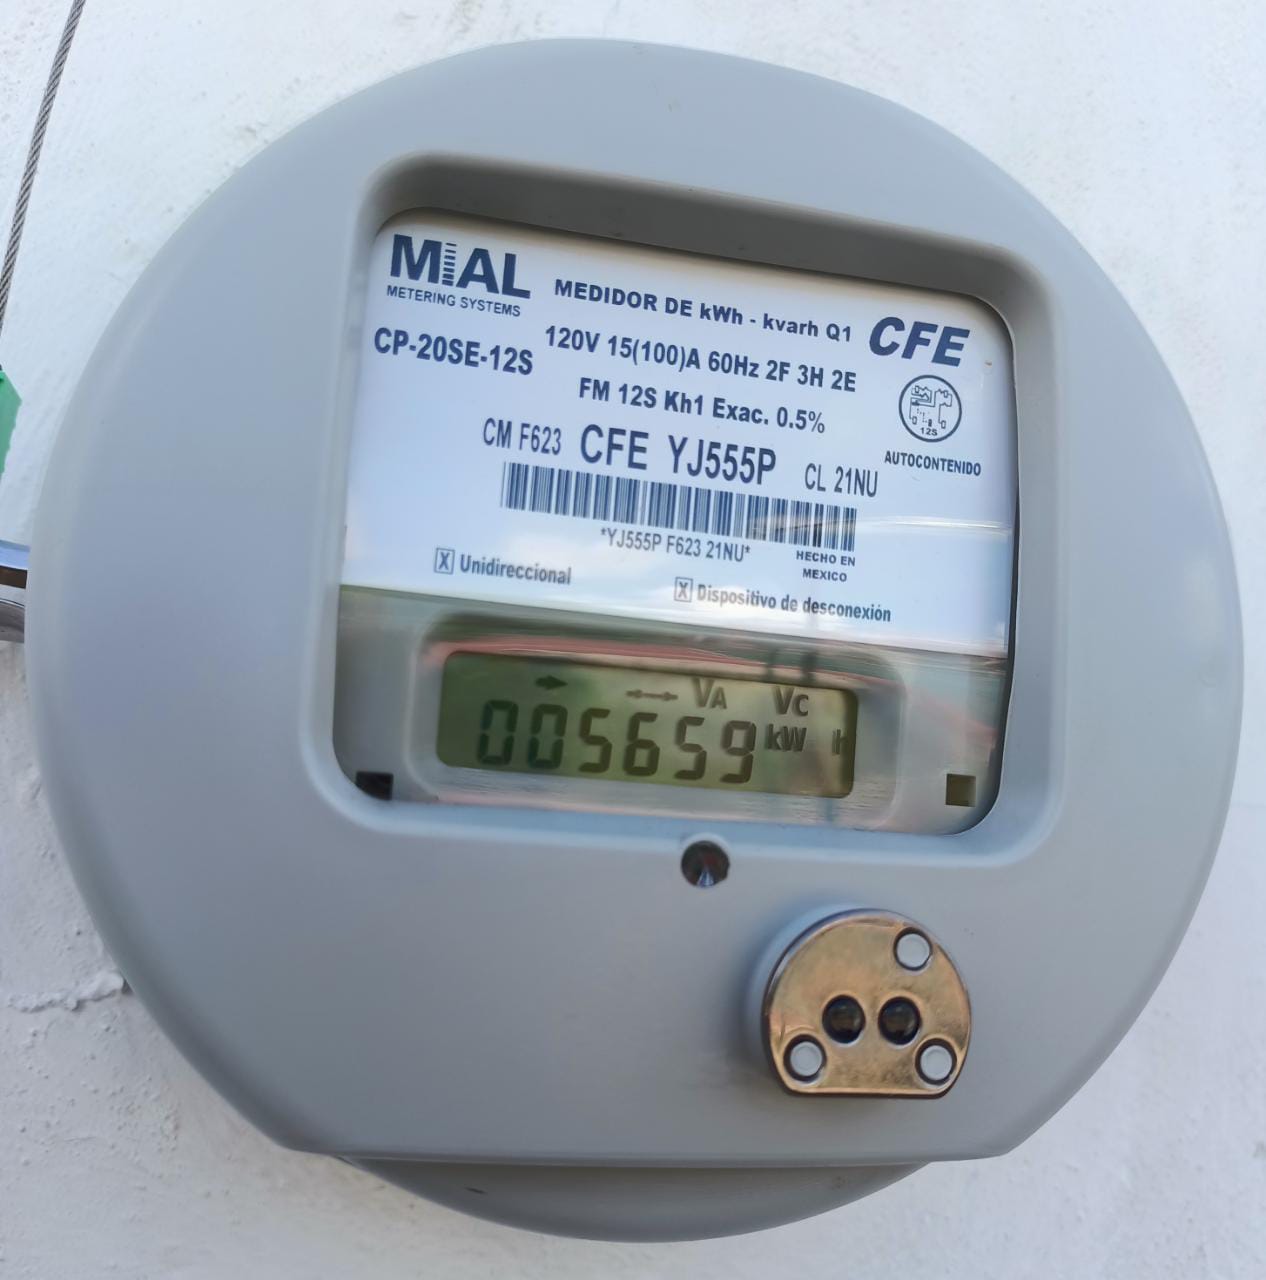 MIAL
METERING SYSTEMS
MEDIDOR DE kWh - kvarh Q1
CFE
CP-20SE-12S
120V 15(100)A 60Hz 2F 3H 2E
FM 12S Kh1 Exac. 0.5%
12S
AUTOCONTENIDO
CM F623 CFE YJ555P CL 21NU
*YJ555P F623 21NU*
HECHO EN
MEXICO
X Unidireccional
X Dispositivo de desconexión
VA VC
005659 kW h